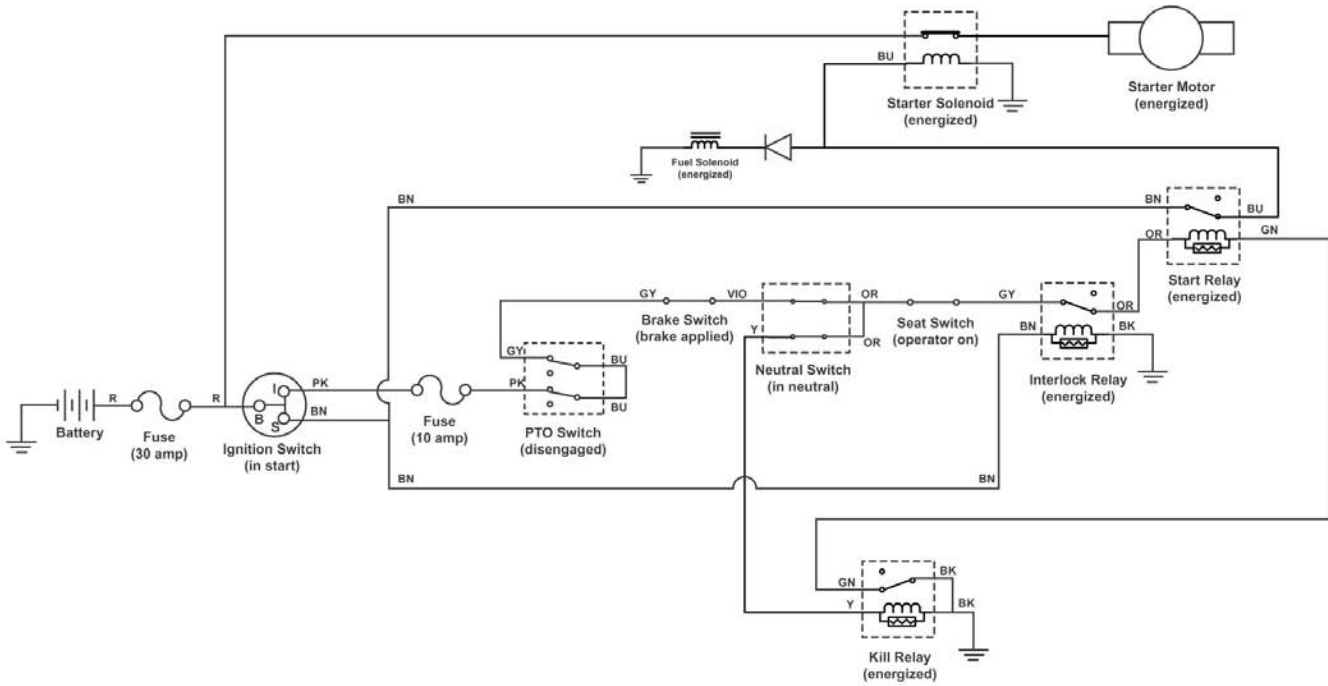 BU
Starter Solenoid
(energized)
Starter Motor
(energized)
Fuel Solenoid
(energized)
BN
BN
BU
OR
GN
Start Relay
(energized)
GY
VIO
OR
GY
OR
Brake Switch
(brake applied)
Y
OR
Seat Switch
(operator on)
BN
BK
Neutral Switch
(in neutral)
Interlock Relay
(energized)
GY
BU
PK
PK
BU
R
R
I
B
S
BN
Battery
Fuse
(30 amp)
Ignition Switch
(in start)
Fuse
(10 amp)
PTO Switch
(disengaged)
BN
BN
GN
BK
Y
BK
Kill Relay
(energized)